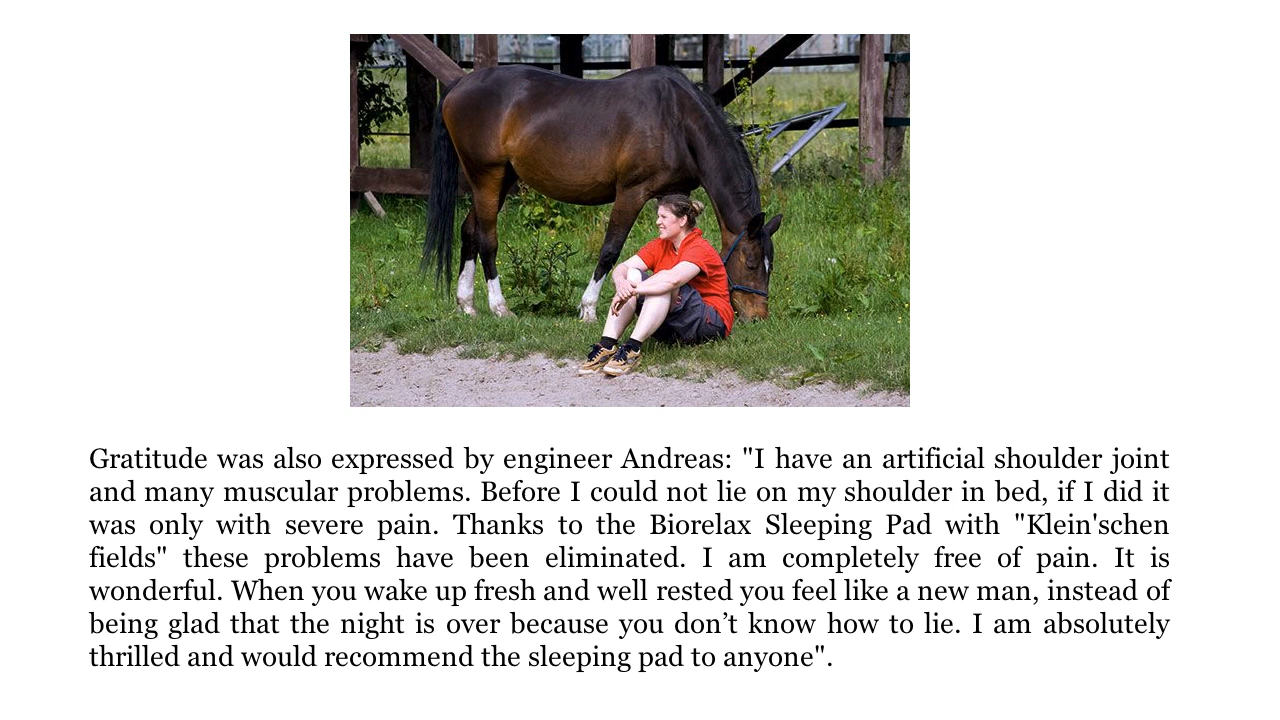 Gratitude was also expressed by engineer Andreas: "I have an artificial shoulder joint
and many muscular problems. Before I could not lie on my shoulder in bed, if I did it
was only with severe pain. Thanks to the Biorelax Sleeping Pad with "Klein'schen
fields" these problems have been eliminated. I am completely free of pain. It is
wonderful. When you wake up fresh and well rested you feel like a new man, instead of
being glad that the night is over because you don’t know how to lie. I am absolutely
thrilled and would recommend the sleeping pad to anyone".